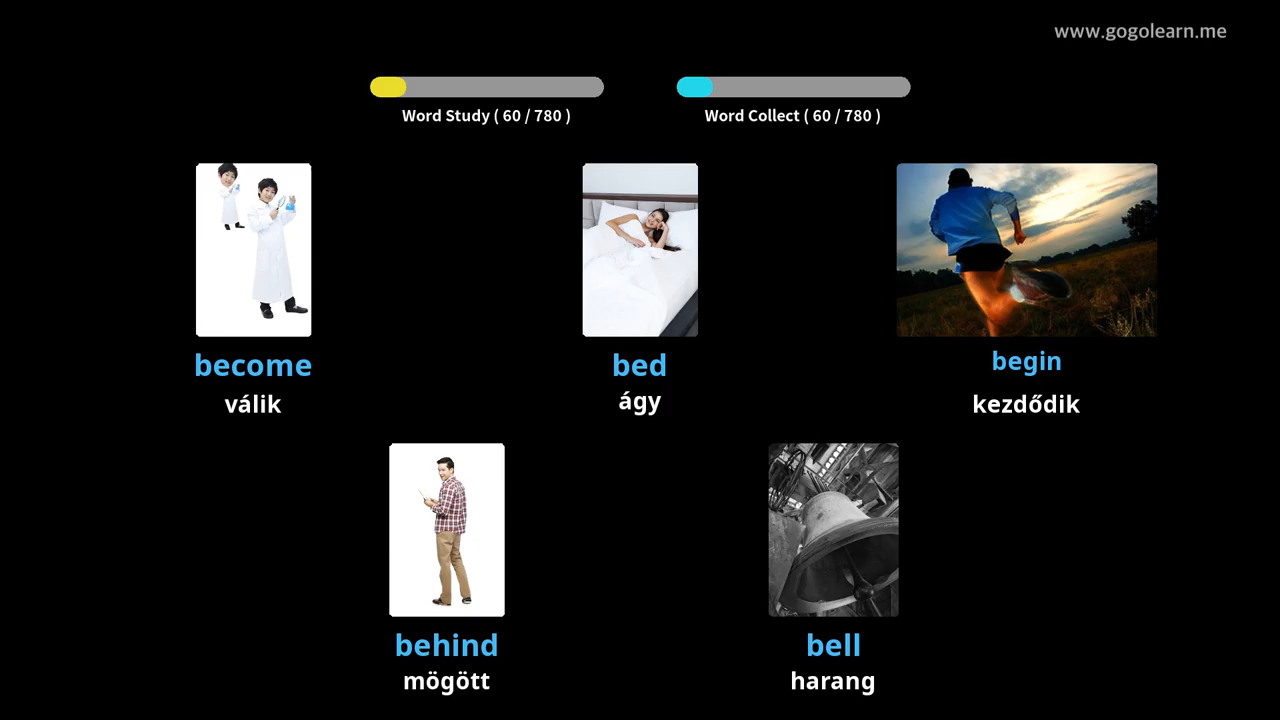 www.gogolearn.me
Word Study ( 60 / 780 )
Word Collect ( 60 / 780 )
become
válik
bed
ágy
begin
kezdődik
behind
mögött
bell
harang